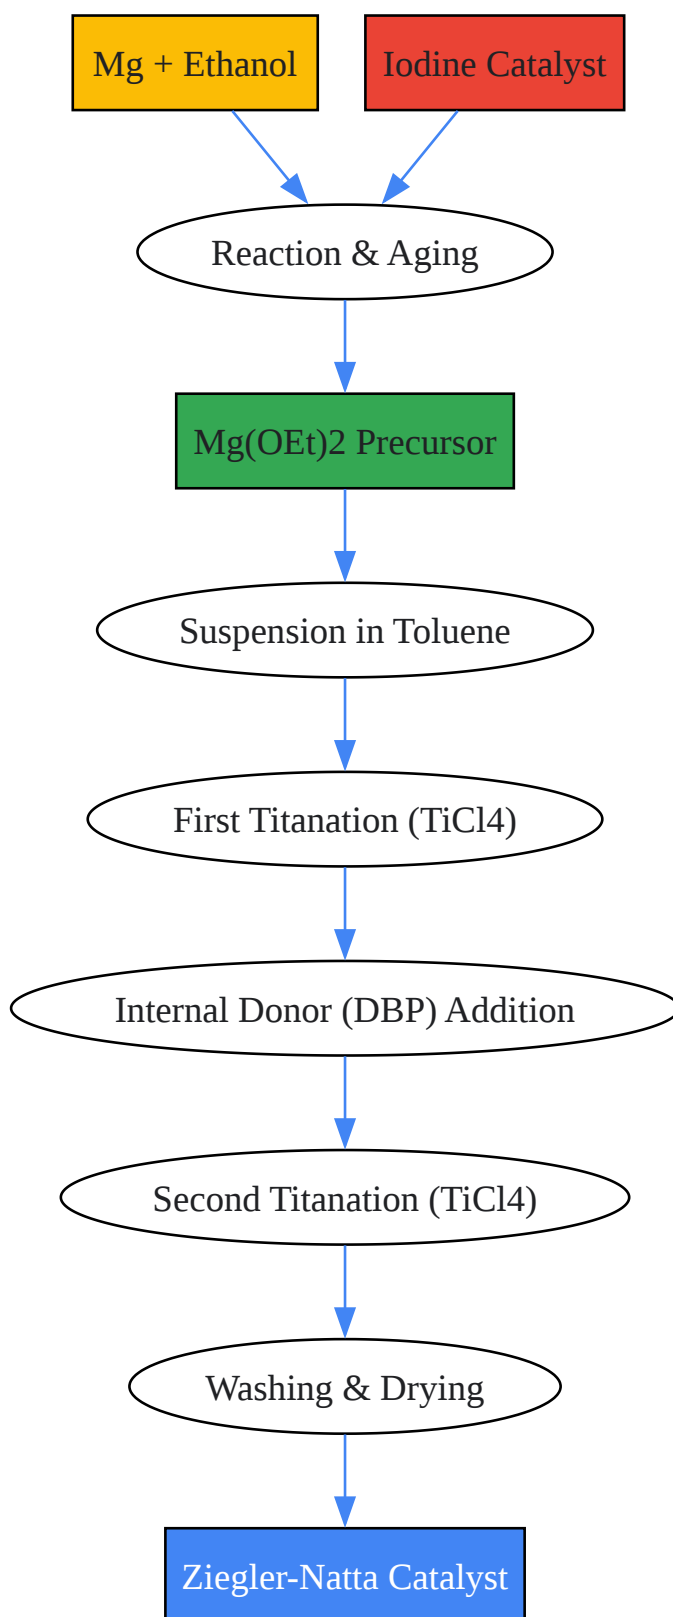 Mg + Ethanol
Iodine Catalyst
Reaction & Aging
Mg(OEt)2 Precursor
Suspension in Toluene
First Titanation (TiCl4)
Internal Donor (DBP) Addition
Second Titanation (TiCl4)
Washing & Drying
Ziegler-Natta Catalyst